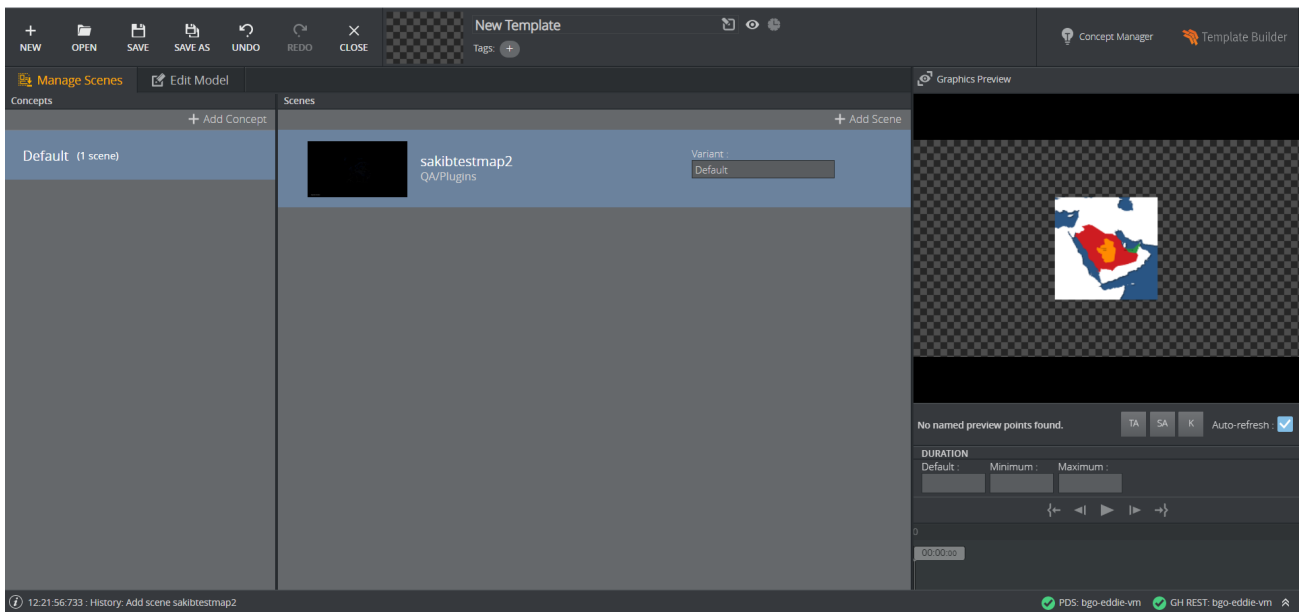 NEW OPEN SAVE SAVE AS UNDO REDO CLOSE
New Template
Tags: +
Concept Manager Template Builder
Manage Scenes Edit Model
Concepts
+ Add Concept
Default (1 scene)
Scenes
+ Add Scene
sakibtestmap2
QA/Plugins
Variant :
Default
Graphics Preview
No named preview points found. TA SA K Auto-refresh :
DURATION
Default : Minimum : Maximum :
0
00:00:00
12:21:56:733 : History: Add scene sakibtestmap2
PDS: bgo-eddie-vm GH REST: bgo-eddie-vm